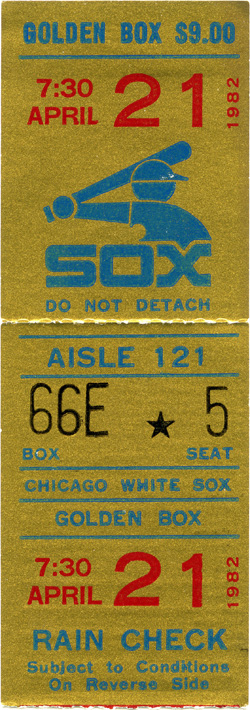 GOLDEN BOX $9.00
7:30
APRIL 21 1982
SOX
DO NOT DETACH
AISLE 121
66E ★ 5
BOX SEAT
CHICAGO WHITE SOX
GOLDEN BOX
7:30
APRIL 21 1982
RAIN CHECK
Subject to Conditions
On Reverse Side